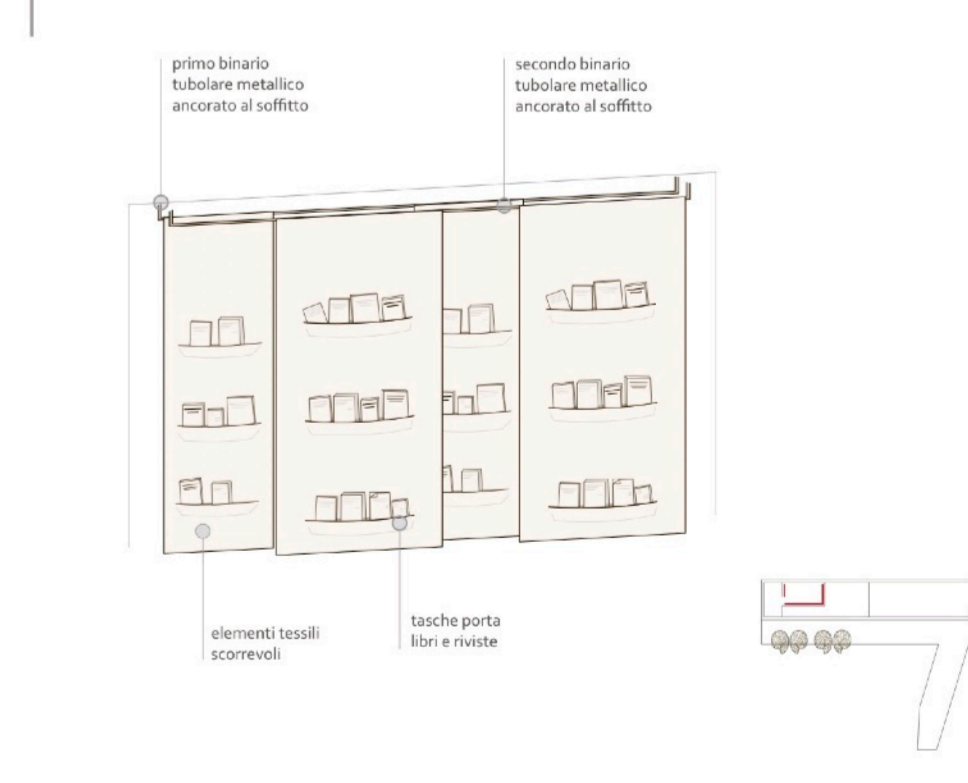 primo binario
tubolare metallico
ancorato al soffitto
secondo binario
tubolare metallico
ancorato al soffitto
elementi tessili
scorrevoli
tasche porta
libri e riviste